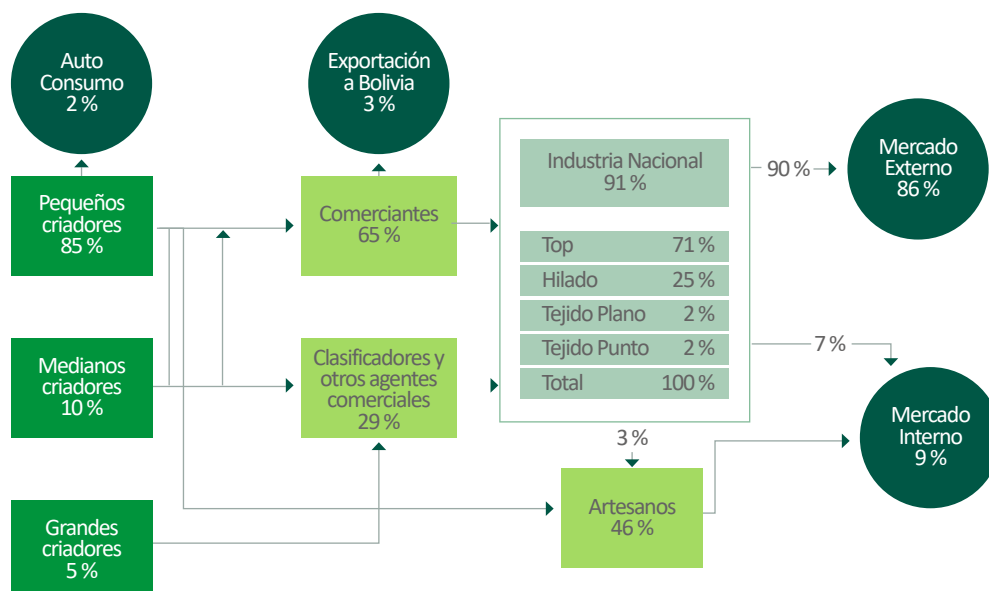 Auto
Consumo
2 %
Exportación
a Bolivia
3 %
Pequeños
criadores
85 %
Comerciantes
65 %
Industria Nacional
91 %
90 %
Mercado
Externo
86 %
Top 71 %
Hilado 25 %
Tejido Plano 2 %
Tejido Punto 2 %
Total 100 %
Medianos
criadores
10 %
Clasificadores y
otros agentes
comerciales
29 %
7 %
Mercado
Interno
9 %
3 %
Grandes
criadores
5 %
Artesanos
46 %